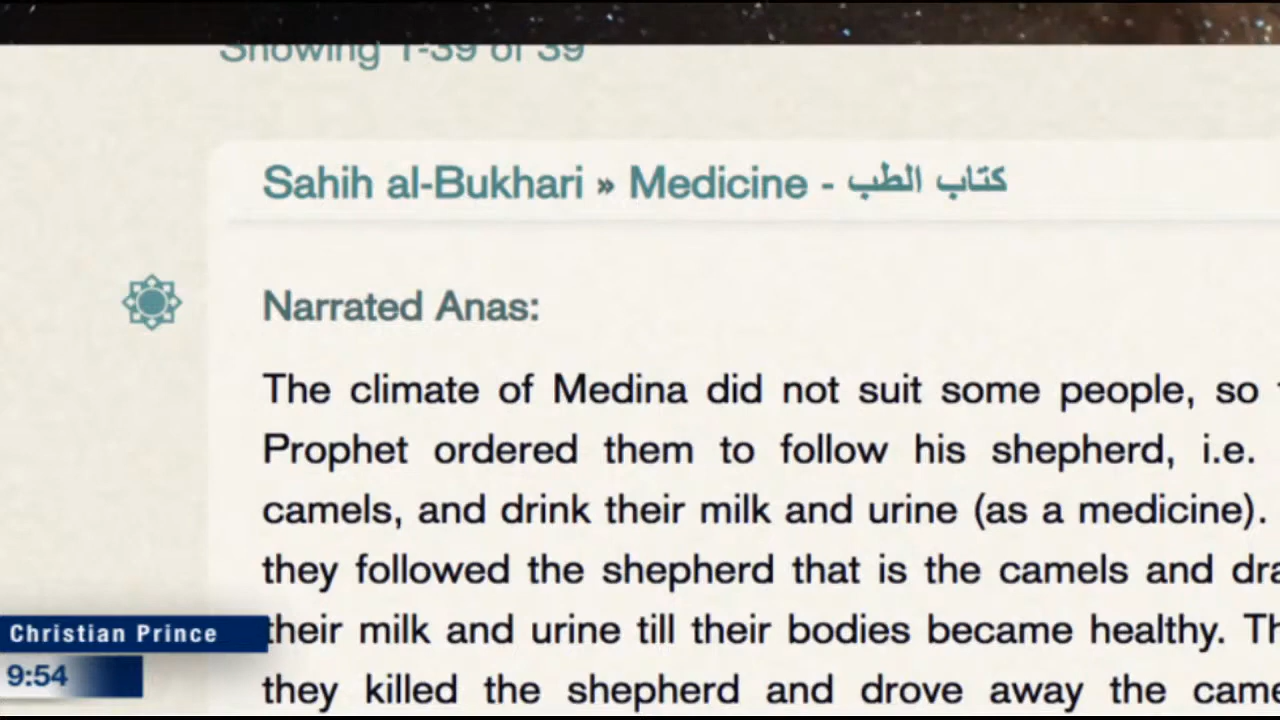 Showing 1-39 of 39
Sahih al-Bukhari » Medicine - كتاب الطب
Narrated Anas:
The climate of Medina did not suit some people, so
Prophet ordered them to follow his shepherd, i.e.
camels, and drink their milk and urine (as a medicine).
they followed the shepherd that is the camels and
their milk and urine till their bodies became healthy.
they killed the shepherd and drove away the
Christian Prince
9:54